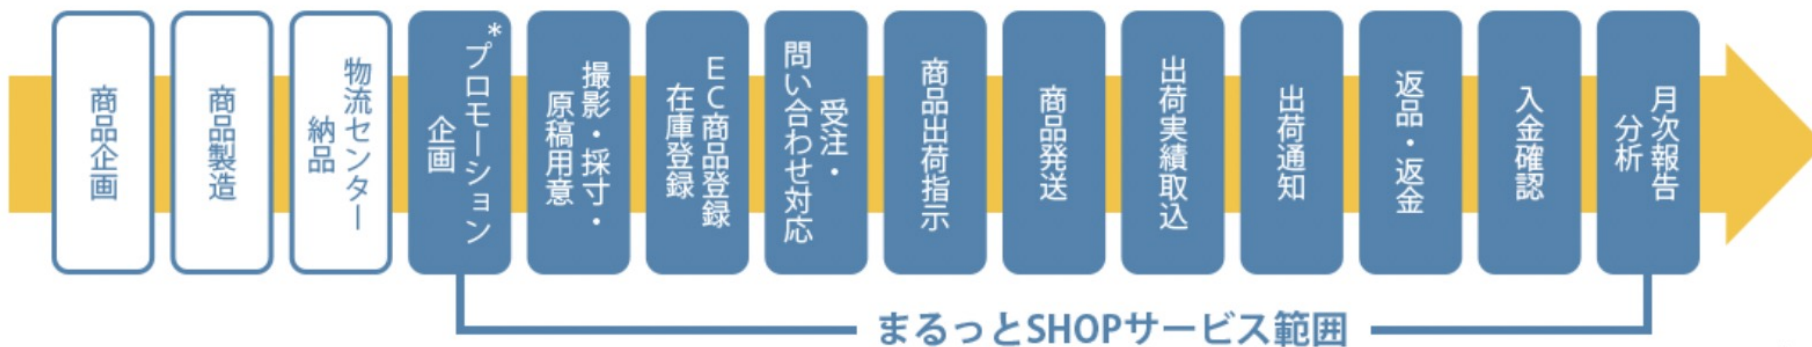 商品企画
商品製造
物流センター
納品
*プロモーション
企画
撮影・採寸・
原稿用意
EC商品登録
在庫登録
受注・
問い合わせ対応
商品出荷指示
商品発送
出荷実績取込
出荷通知
返品・返金
入金確認
月次報告
分析
まるっとSHOPサービス範囲